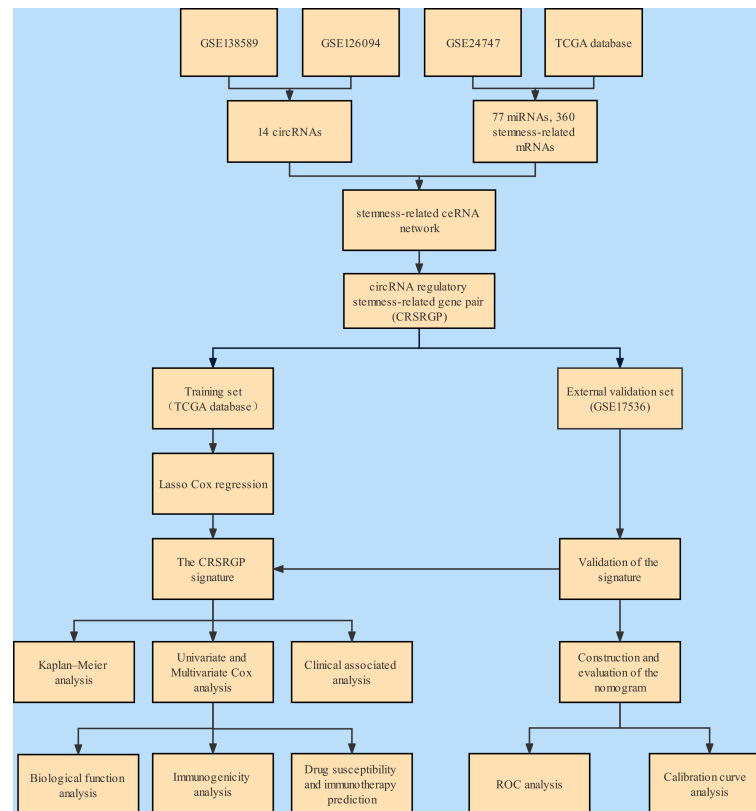 GSE138589
GSE126094
GSE24747
TCGA database
14 circRNAs
77 miRNAs, 360
stemness-related
mRNAs
stemness-related ceRNA
network
circRNA regulatory
stemness-related gene pair
(CRSRGP)
Training set
（TCGA database）
External validation set
(GSE17536)
Lasso Cox regression
The CRSRGP
signature
Validation of the
signature
Kaplan–Meier
analysis
Univariate and
Multivariate Cox
analysis
Clinical associated
analysis
Construction and
evaluation of the
nomogram
Biological function
analysis
Immunogenicity
analysis
Drug susceptibility
and immunotherapy
prediction
ROC analysis
Calibration curve
analysis